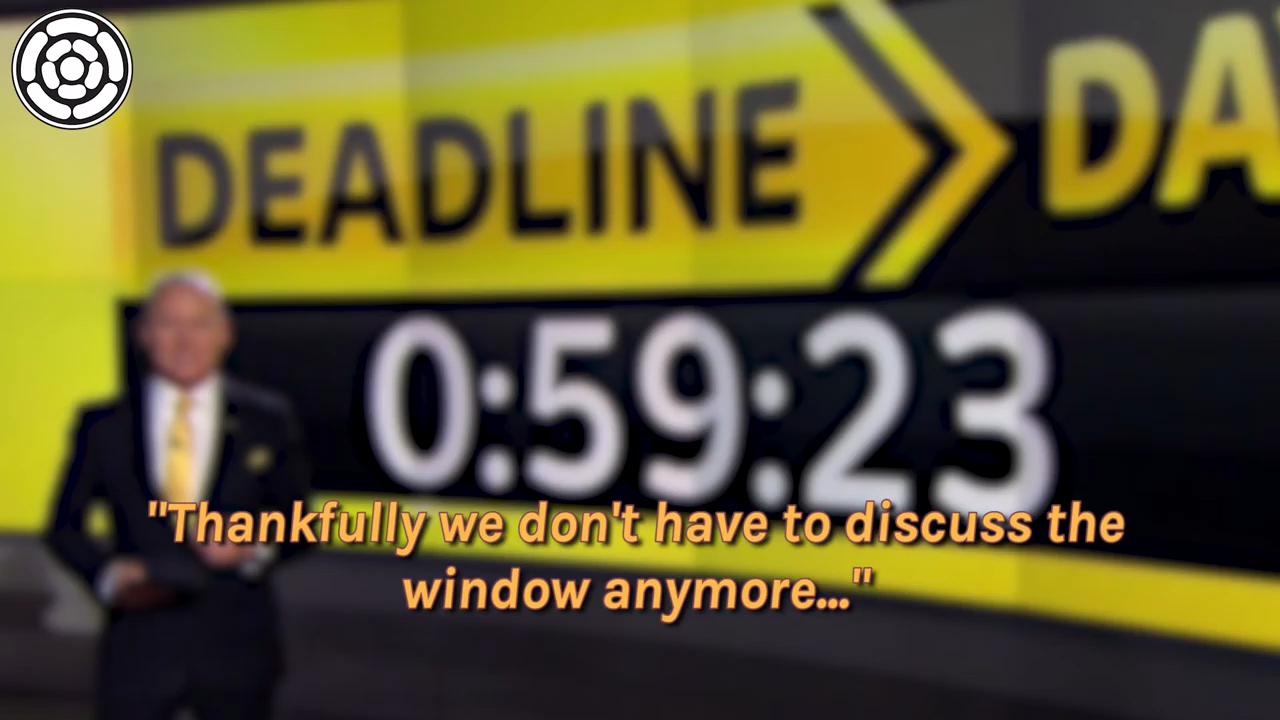 DEADLINE DA
0:59:23
"Thankfully we don't have to discuss the
window anymore..."